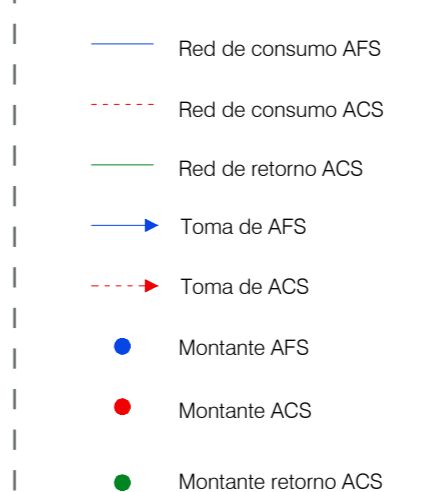 Red de consumo AFS
Red de consumo ACS
Red de retorno ACS
Toma de AFS
Toma de ACS
Montante AFS
Montante ACS
Montante retorno ACS